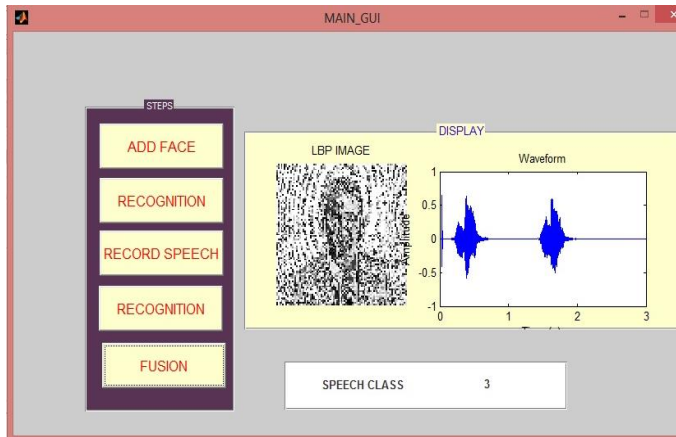 MAIN_GUI
STEPS
ADD FACE
RECOGNITION
RECORD SPEECH
RECOGNITION
FUSION
DISPLAY
LBP IMAGE
Waveform
Amplitude
1
0.5
0
-0.5
-1
0
1
2
3
SPEECH CLASS 3